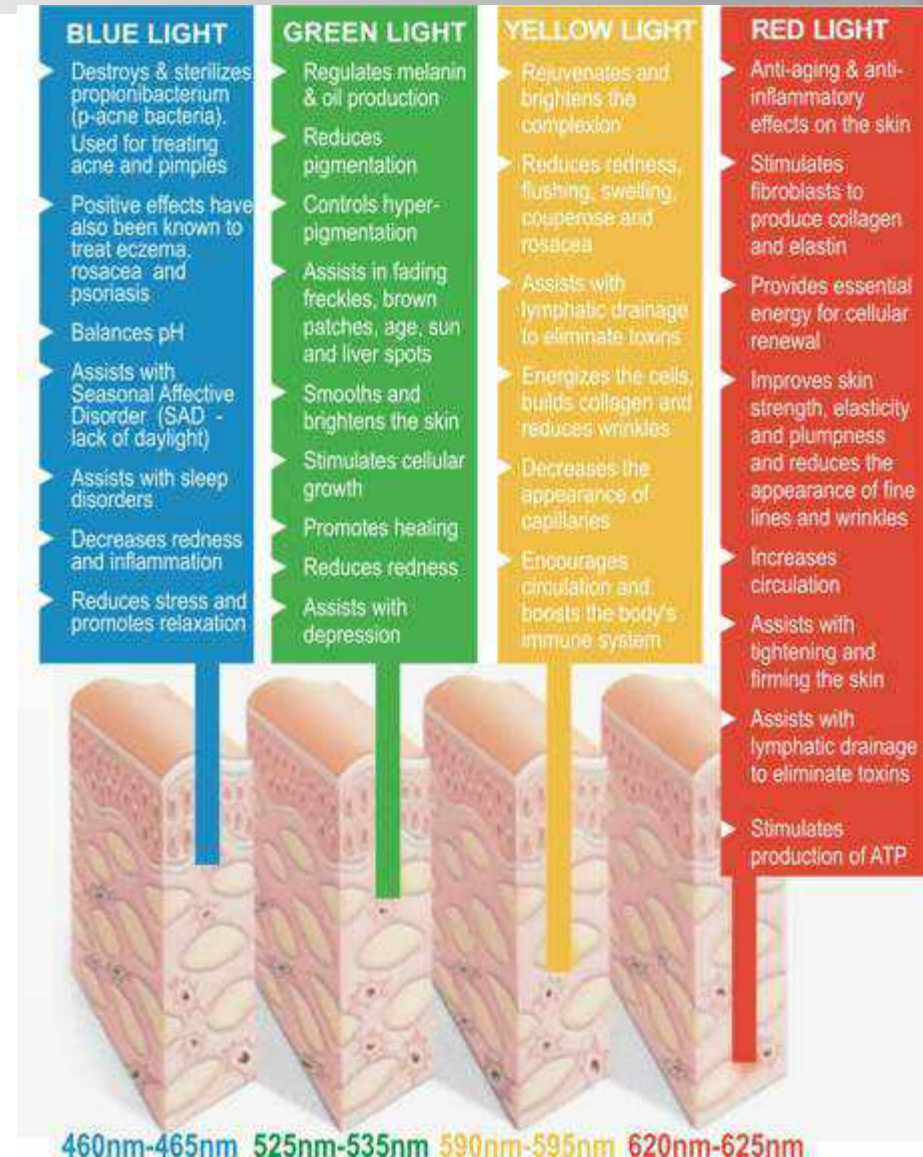 BLUE LIGHT
Destroys & sterilizes
propionibacterium
(p-acne bacteria).
Used for treating
acne and pimples
Positive effects have
also been known to
treat eczema,
rosacea and
psoriasis
Balances pH
Assists with
Seasonal Affective
Disorder (SAD -
lack of daylight)
Assists with sleep
disorders
Decreases redness
and inflammation
Reduces stress and
promotes relaxation
GREEN LIGHT
Regulates melanin
& oil production
Reduces
pigmentation
Controls hyper-
pigmentation
Assists in fading
freckles, brown
patches, age, sun
and liver spots
Smooths and
brightens the skin
Stimulates cellular
growth
Promotes healing
Reduces redness
Assists with
depression
YELLOW LIGHT
Rejuvenates and
brightens the
complexion
Reduces redness,
flushing, swelling,
couperose and
rosacea
Assists with
lymphatic drainage
to eliminate toxins
Energizes the cells,
builds collagen and
reduces wrinkles
Decreases the
appearance of
capillaries
Encourages
circulation and
boosts the body's
immune system
RED LIGHT
Anti-aging & anti-
inflammatory
effects on the skin
Stimulates
fibroblasts to
produce collagen
and elastin
Provides essential
energy for cellular
renewal
Improves skin
strength, elasticity
and plumpness
and reduces the
appearance of fine
lines and wrinkles
Increases
circulation
Assists with
tightening and
firming the skin
Assists with
lymphatic drainage
to eliminate toxins
Stimulates
production of ATP
460nm-465nm 525nm-535nm 590nm-595nm 620nm-625nm